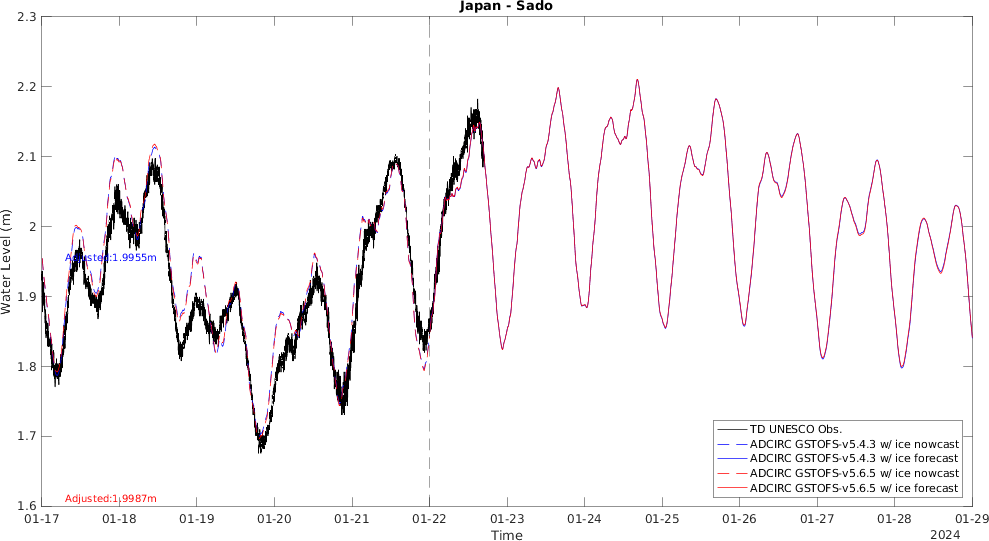 Japan - Sado
2.3
2.2
2.1
2
1.9
1.8
1.7
1.6
Water Level (m)
Adjusted:1.9955m
Adjusted:1.9987m
TD UNESCO Obs.
ADCIRC GSTOFS-v5.4.3 w/ ice nowcast
ADCIRC GSTOFS-v5.4.3 w/ ice forecast
ADCIRC GSTOFS-v5.6.5 w/ ice nowcast
ADCIRC GSTOFS-v5.6.5 w/ ice forecast
01-17 01-18 01-19 01-20 01-21 01-22 01-23 01-24 01-25 01-26 01-27 01-28 01-29
Time
2024